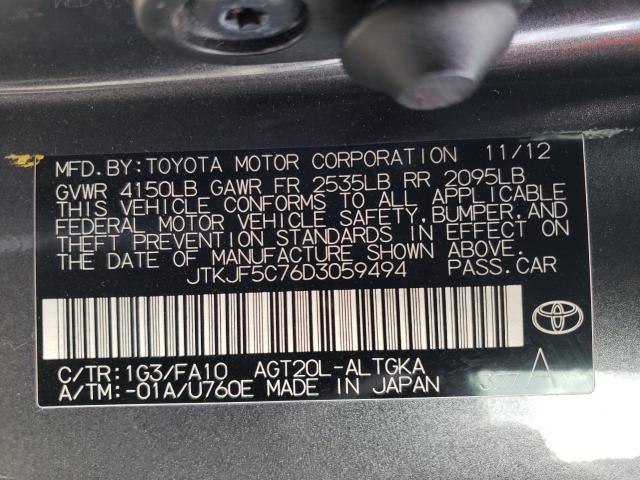 MFD.BY:TOYOTA MOTOR CORPORATION 11/12
GVWR 4150LB GAWR FR 2535LB RR 2095LB
THIS VEHICLE CONFORMS TO ALL APPLICABLE
FEDERAL MOTOR VEHICLE SAFETY,BUMPER,AND
THEFT PREVENTION STANDARDS IN EFFECT ON
THE DATE OF MANUFACTURE SHOWN ABOVE.
JTKJF5C76D3059494 PASS.CAR
C/TR:1G3/FA10 AGT20L-ALTGKA
A/TM:-01A/U760E MADE IN JAPAN
A